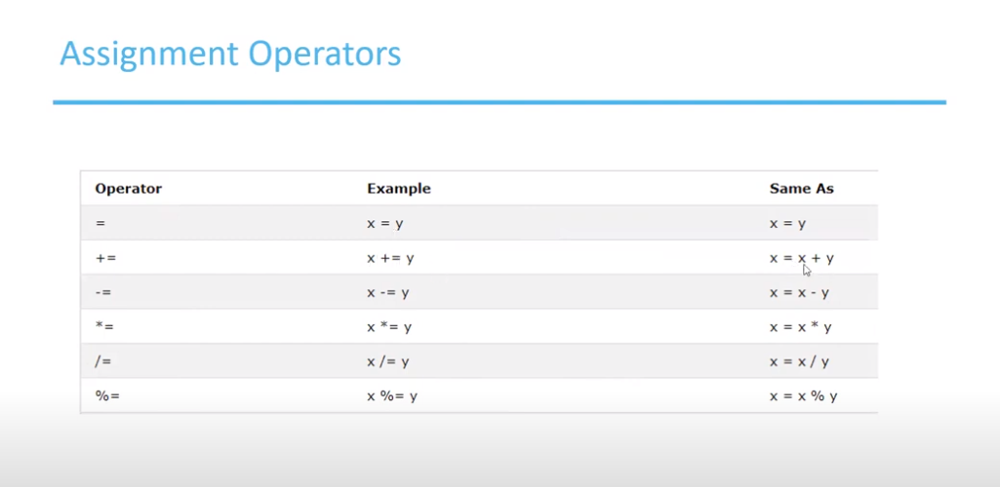 Assignment Operators
Operator Example Same As
= x = y x = y
+= x += y x = x + y
-= x -= y x = x - y
*= x *= y x = x * y
/= x /= y x = x / y
%= x %= y x = x % y